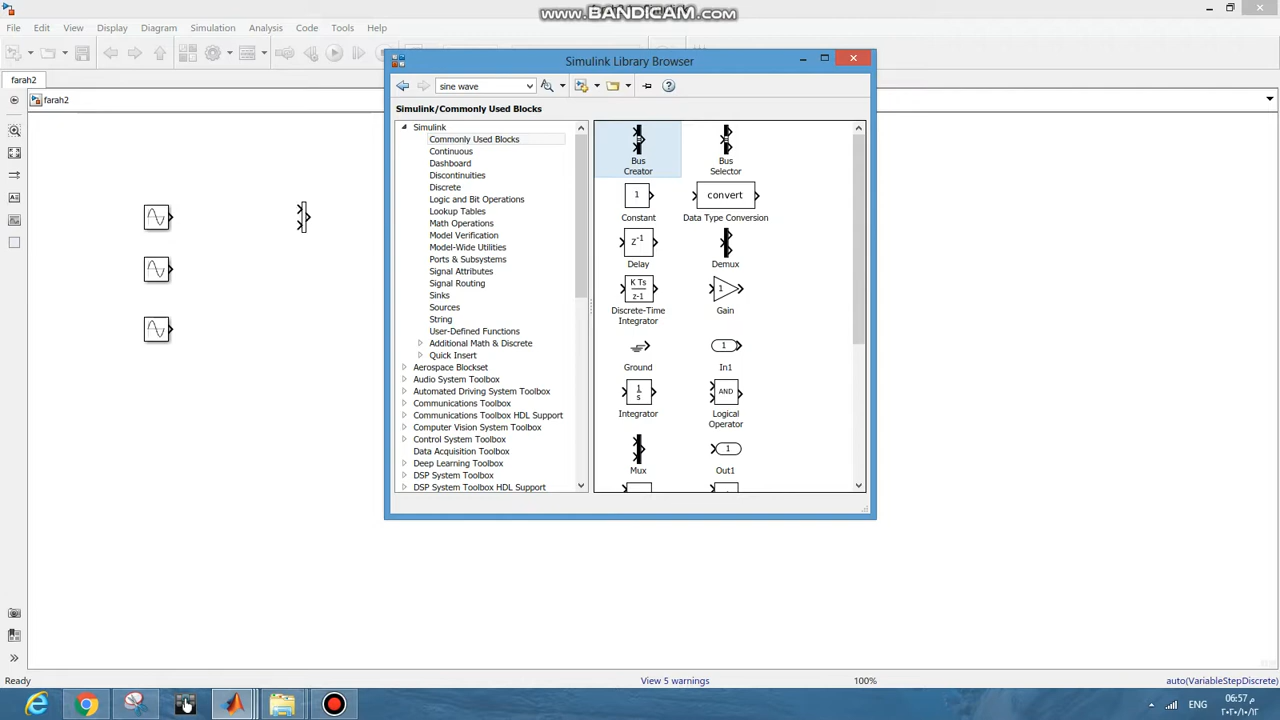 www.BANDICAM.com
File Edit View Display Diagram Simulation Analysis Code Tools Help
farah2
farah2
Simulink Library Browser
sine wave
Simulink/Commonly Used Blocks
Simulink
Commonly Used Blocks
Continuous
Dashboard
Discontinuities
Discrete
Logic and Bit Operations
Lookup Tables
Math Operations
Model Verification
Model-Wide Utilities
Ports & Subsystems
Signal Attributes
Signal Routing
Sinks
Sources
String
User-Defined Functions
Additional Math & Discrete
Quick Insert
Aerospace Blockset
Audio System Toolbox
Automated Driving System Toolbox
Communications Toolbox
Communications Toolbox HDL Support
Computer Vision System Toolbox
Control System Toolbox
Data Acquisition Toolbox
Deep Learning Toolbox
DSP System Toolbox
DSP System Toolbox HDL Support
Bus Creator
Bus Selector
1
Constant
convert
Data Type Conversion
Z-1
Delay
Demux
K Ts
z-1
Discrete-Time Integrator
1
Gain
Ground
1
In1
1
s
Integrator
AND
Logical Operator
Mux
1
Out1
Ready
View 5 warnings
100%
auto(VariableStepDiscrete)
ENG
06:57 م